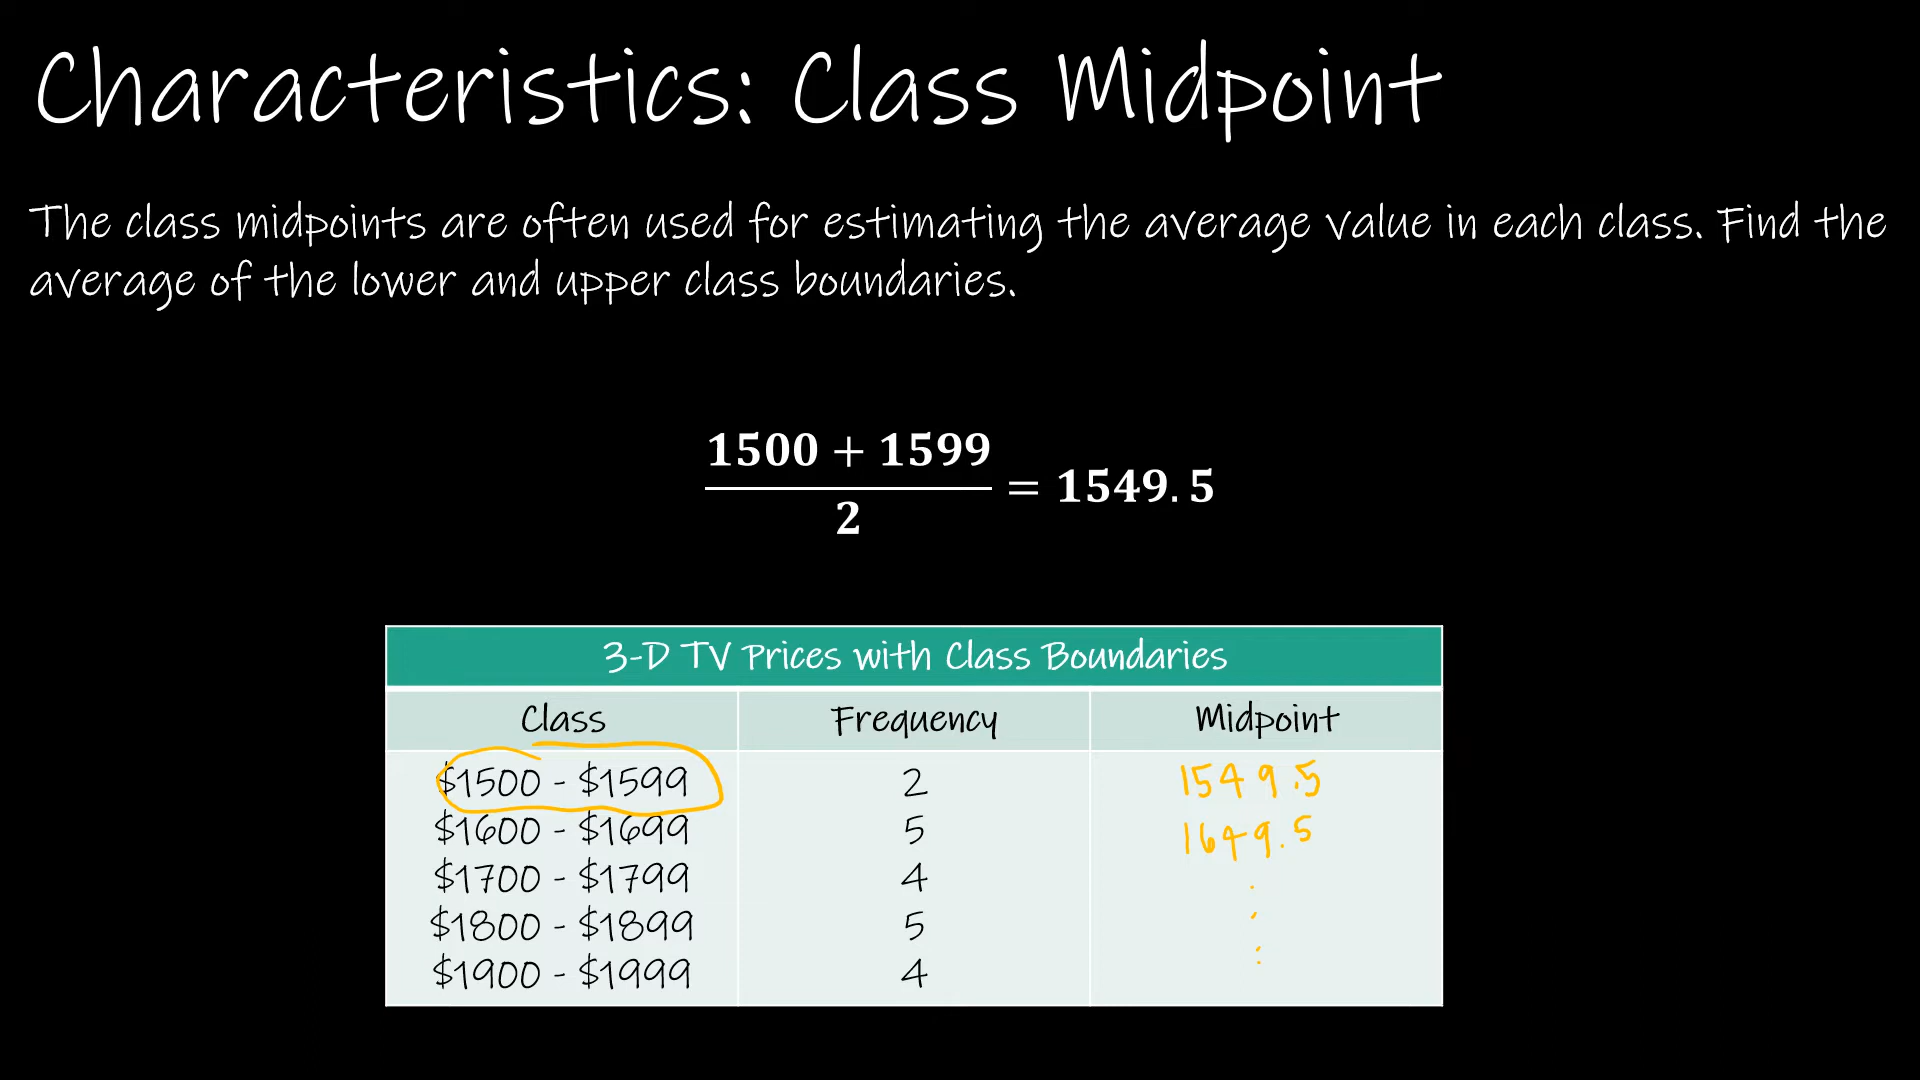 Characteristics: Class Midpoint
The class midpoints are often used for estimating the average value in each class. Find the
average of the lower and upper class boundaries.
1500 + 1599
2
= 1549.5
3-D TV Prices with Class Boundaries
Class Frequency Midpoint
$1500 - $1599 2 1549.5
$1600 - $1699 5 1649.5
$1700 - $1799 4
$1800 - $1899 5
$1900 - $1999 4